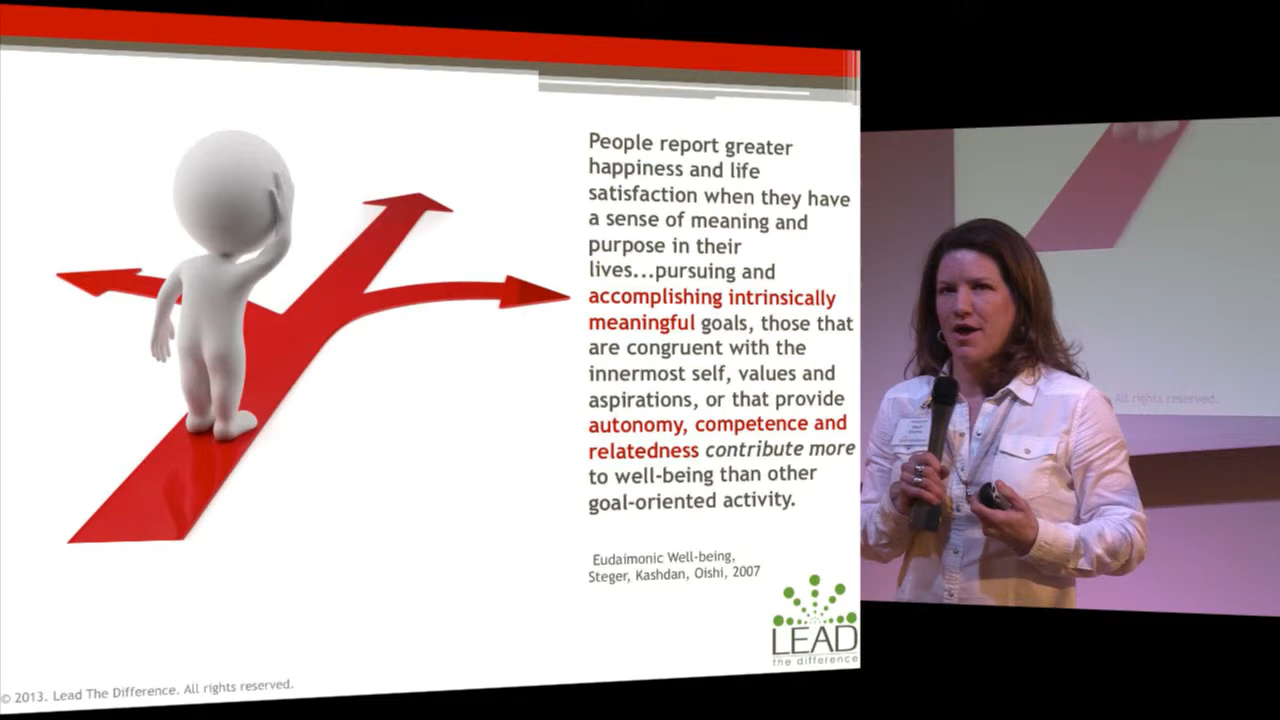 People report greater
happiness and life
satisfaction when they have
a sense of meaning and
purpose in their
lives...pursuing and
accomplishing intrinsically
meaningful goals, those that
are congruent with the
innermost self, values and
aspirations, or that provide
autonomy, competence and
relatedness contribute more
to well-being than other
goal-oriented activity.
Eudaimonic Well-being,
Steger, Kashdan, Oishi, 2007
LEAD
the difference
© 2013. Lead The Difference. All rights reserved.
All rights reserved.